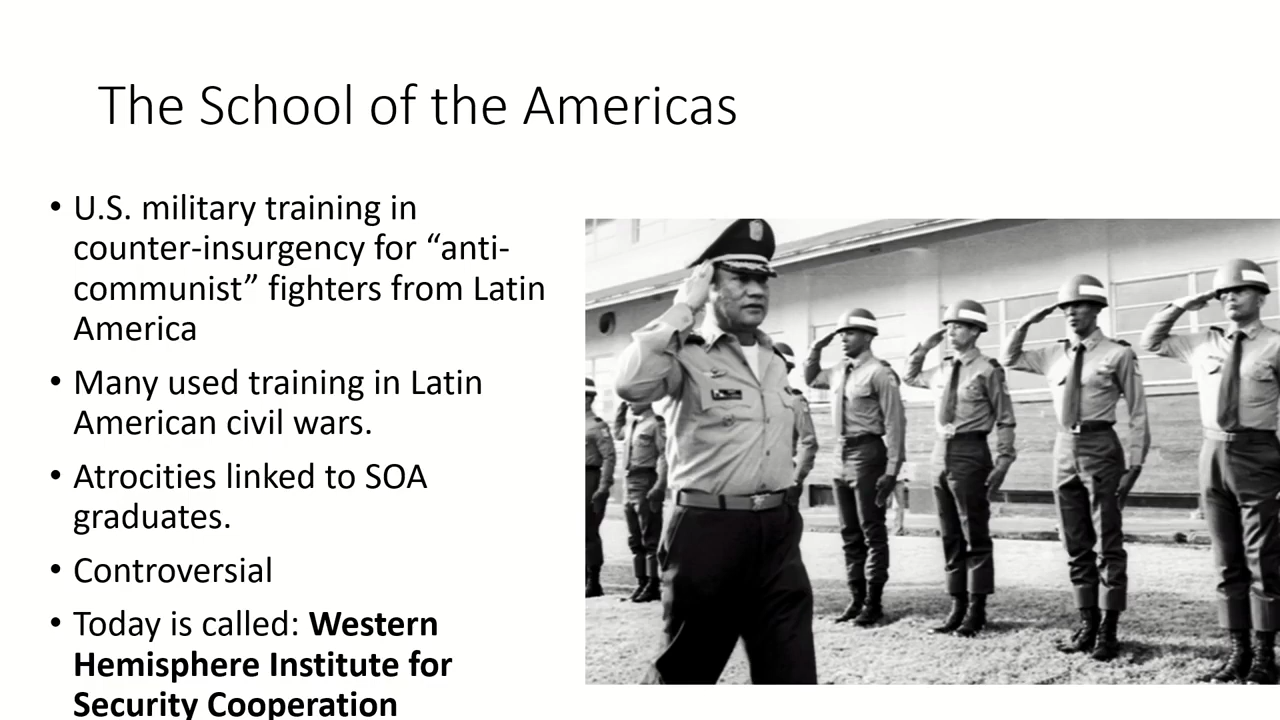 The School of the Americas
• U.S. military training in
counter-insurgency for “anti-
communist” fighters from Latin
America
• Many used training in Latin
American civil wars.
• Atrocities linked to SOA
graduates.
• Controversial
• Today is called: Western
Hemisphere Institute for
Security Cooperation